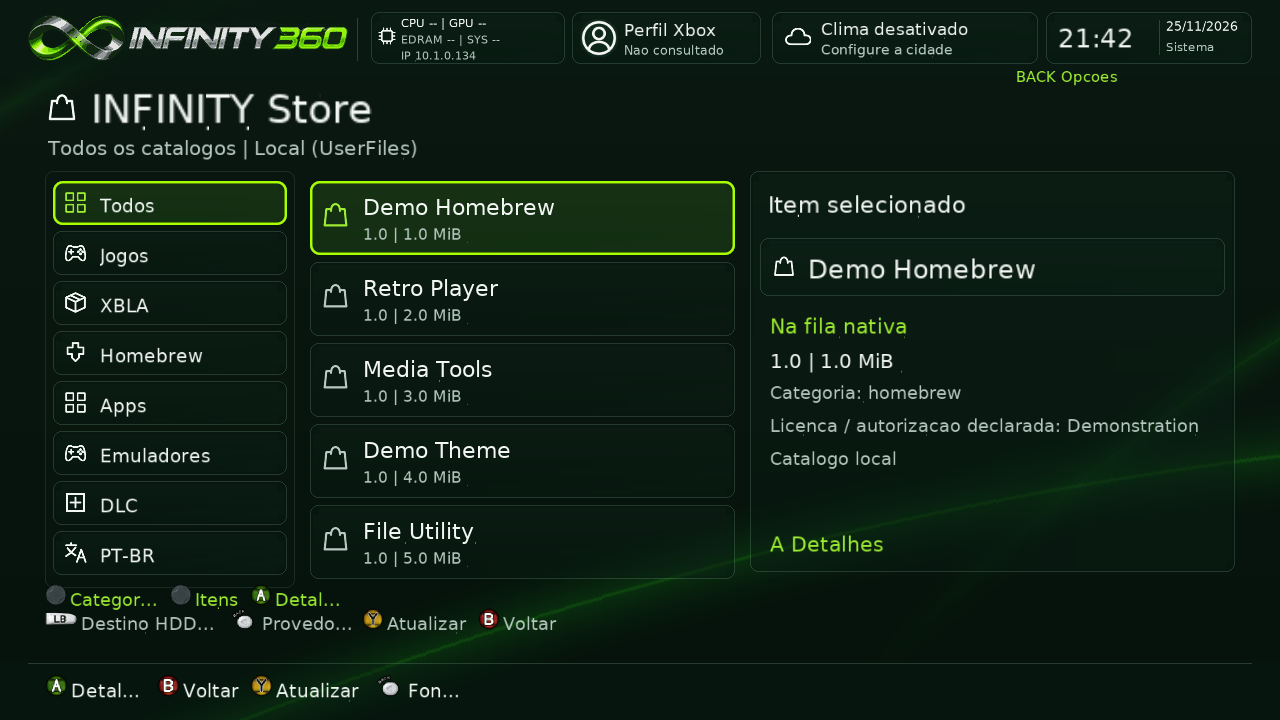 INFINITY 360
CPU -- | GPU --
EDRAM -- | SYS --
IP 10.1.0.134
Perfil Xbox
Nao consultado
Clima desativado
Configure a cidade
21:42
25/11/2026
Sistema
BACK Opcoes
INFINITY Store
Todos os catalogos | Local (UserFiles)
Todos
Jogos
XBLA
Homebrew
Apps
Emuladores
DLC
PT-BR
Demo Homebrew
1.0 | 1.0 MiB
Retro Player
1.0 | 2.0 MiB
Media Tools
1.0 | 3.0 MiB
Demo Theme
1.0 | 4.0 MiB
File Utility
1.0 | 5.0 MiB
Item selecionado
Demo Homebrew
Na fila nativa
1.0 | 1.0 MiB
Categoria: homebrew
Licenca / autorizacao declarada: Demonstration
Catalogo local
A Detalhes
Categor... Itens A Detal...
LB Destino HDD... Provedo... Y Atualizar B Voltar
A Detal... B Voltar Y Atualizar Fon...